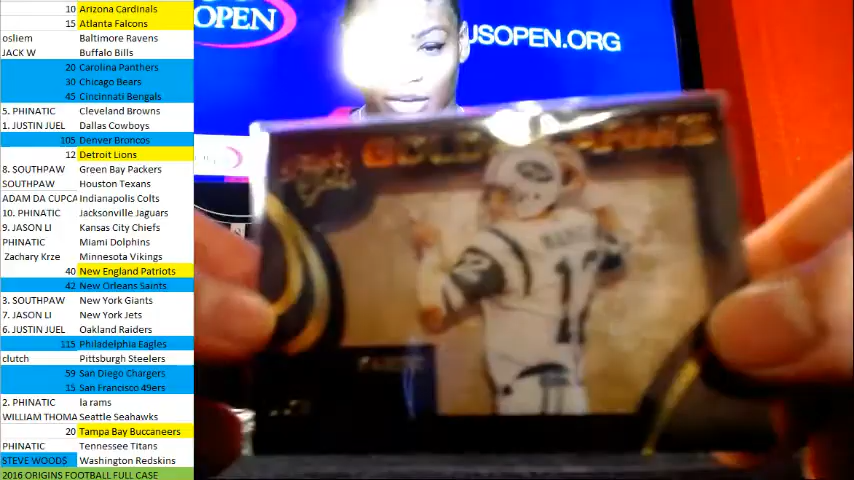 10 Arizona Cardinals
15 Atlanta Falcons
osliem Baltimore Ravens
JACK W Buffalo Bills
20 Carolina Panthers
30 Chicago Bears
45 Cincinnati Bengals
5. PHINATIC Cleveland Browns
1. JUSTIN JUEL Dallas Cowboys
105 Denver Broncos
12 Detroit Lions
8. SOUTHPAW Green Bay Packers
SOUTHPAW Houston Texans
ADAM DA CUPCA Indianapolis Colts
10. PHINATIC Jacksonville Jaguars
9. JASON LI Kansas City Chiefs
PHINATIC Miami Dolphins
Zachary Krze Minnesota Vikings
40 New England Patriots
42 New Orleans Saints
3. SOUTHPAW New York Giants
7. JASON LI New York Jets
6. JUSTIN JUEL Oakland Raiders
115 Philadelphia Eagles
clutch Pittsburgh Steelers
59 San Diego Chargers
15 San Francisco 49ers
2. PHINATIC la rams
WILLIAM THOMA Seattle Seahawks
20 Tampa Bay Buccaneers
PHINATIC Tennessee Titans
STEVE WOODS Washington Redskins
2016 ORIGINS FOOTBALL FULL CASE
OPEN
USOPEN.ORG
GOLD
12